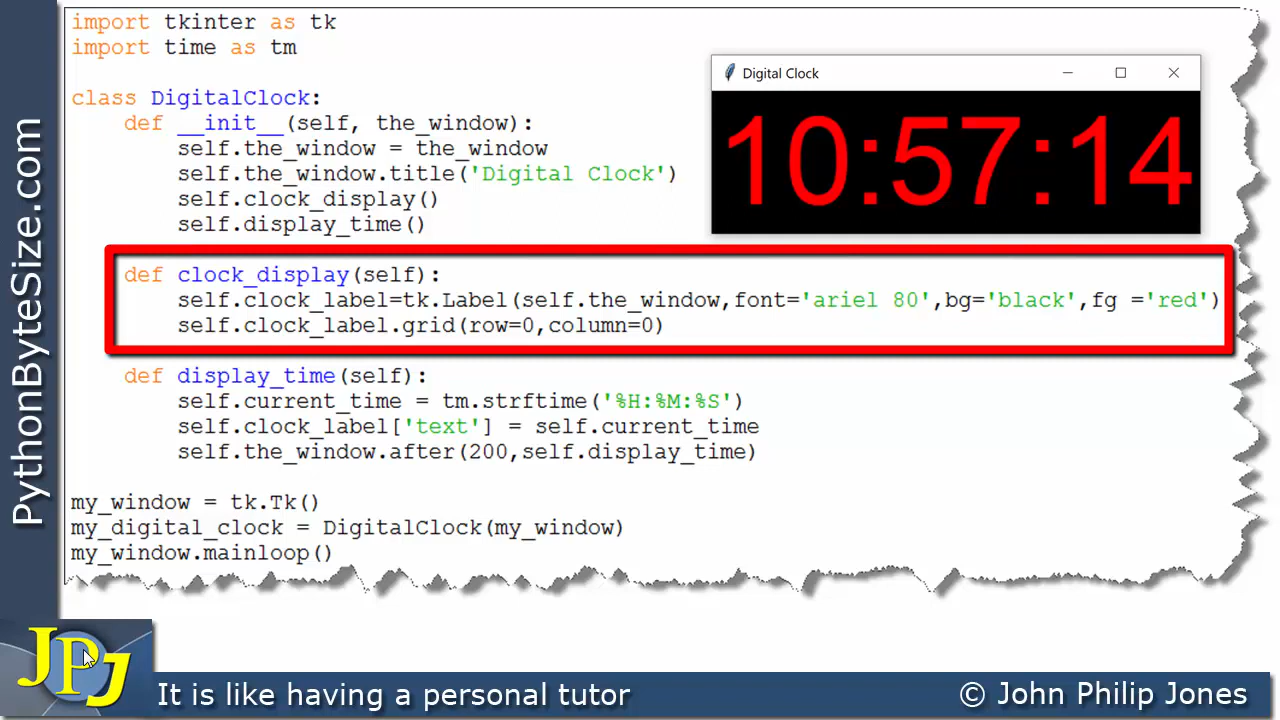 import tkinter as tk
import time as tm
class DigitalClock:
def __init__(self, the_window):
self.the_window = the_window
self.the_window.title('Digital Clock')
self.clock_display()
self.display_time()
def clock_display(self):
self.clock_label=tk.Label(self.the_window,font='ariel 80',bg='black',fg ='red')
self.clock_label.grid(row=0,column=0)
def display_time(self):
self.current_time = tm.strftime('%H:%M:%S')
self.clock_label['text'] = self.current_time
self.the_window.after(200,self.display_time)
my_window = tk.Tk()
my_digital_clock = DigitalClock(my_window)
my_window.mainloop()
Digital Clock
10:57:14
PythonByteSize.com
JPJ
It is like having a personal tutor
© John Philip Jones